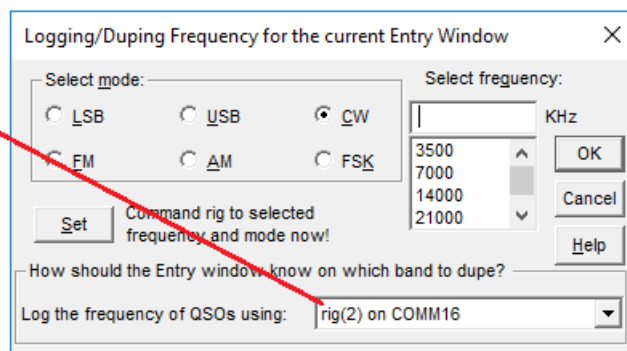 Logging/Duping Frequency for the current Entry Window
Select mode:
LSB
USB
CW
FM
AM
FSK
Select freguency:
KHz
3500
7000
14000
21000
OK
Cancel
Help
Set
Command rig to selected
frequency and mode now!
How should the Entry window know on which band to dupe?
Log the frequency of QSOs using:
rig(2) on COMM16